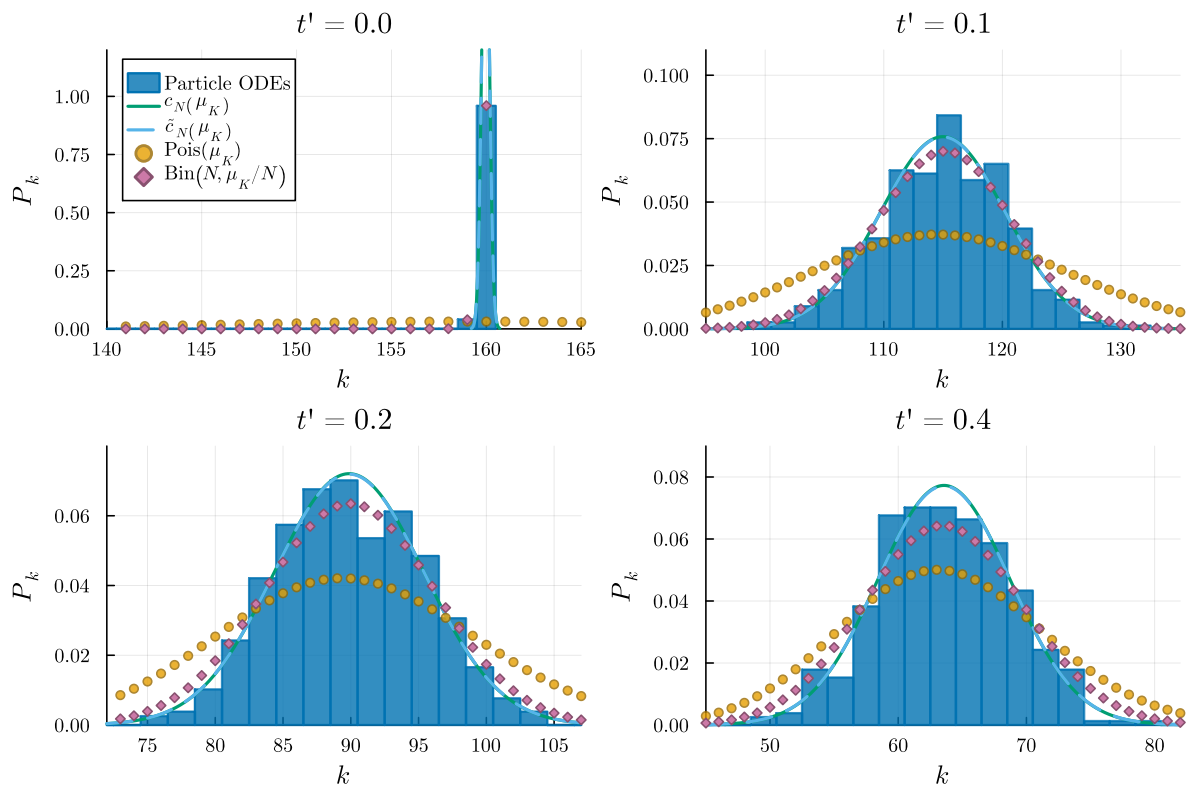 t' = 0.0
1.00
0.75
0.50
0.25
0.00
P_k
140 145 150 155 160 165
k
Particle ODEs
c_N(μ_K)
c̃_N(μ_K)
Pois(μ_K)
Bin(N, μ_K/N)
t' = 0.1
0.100
0.075
0.050
0.025
0.000
P_k
100 110 120 130
k
t' = 0.2
0.06
0.04
0.02
0.00
P_k
75 80 85 90 95 100 105
k
t' = 0.4
0.08
0.06
0.04
0.02
0.00
P_k
50 60 70 80
k